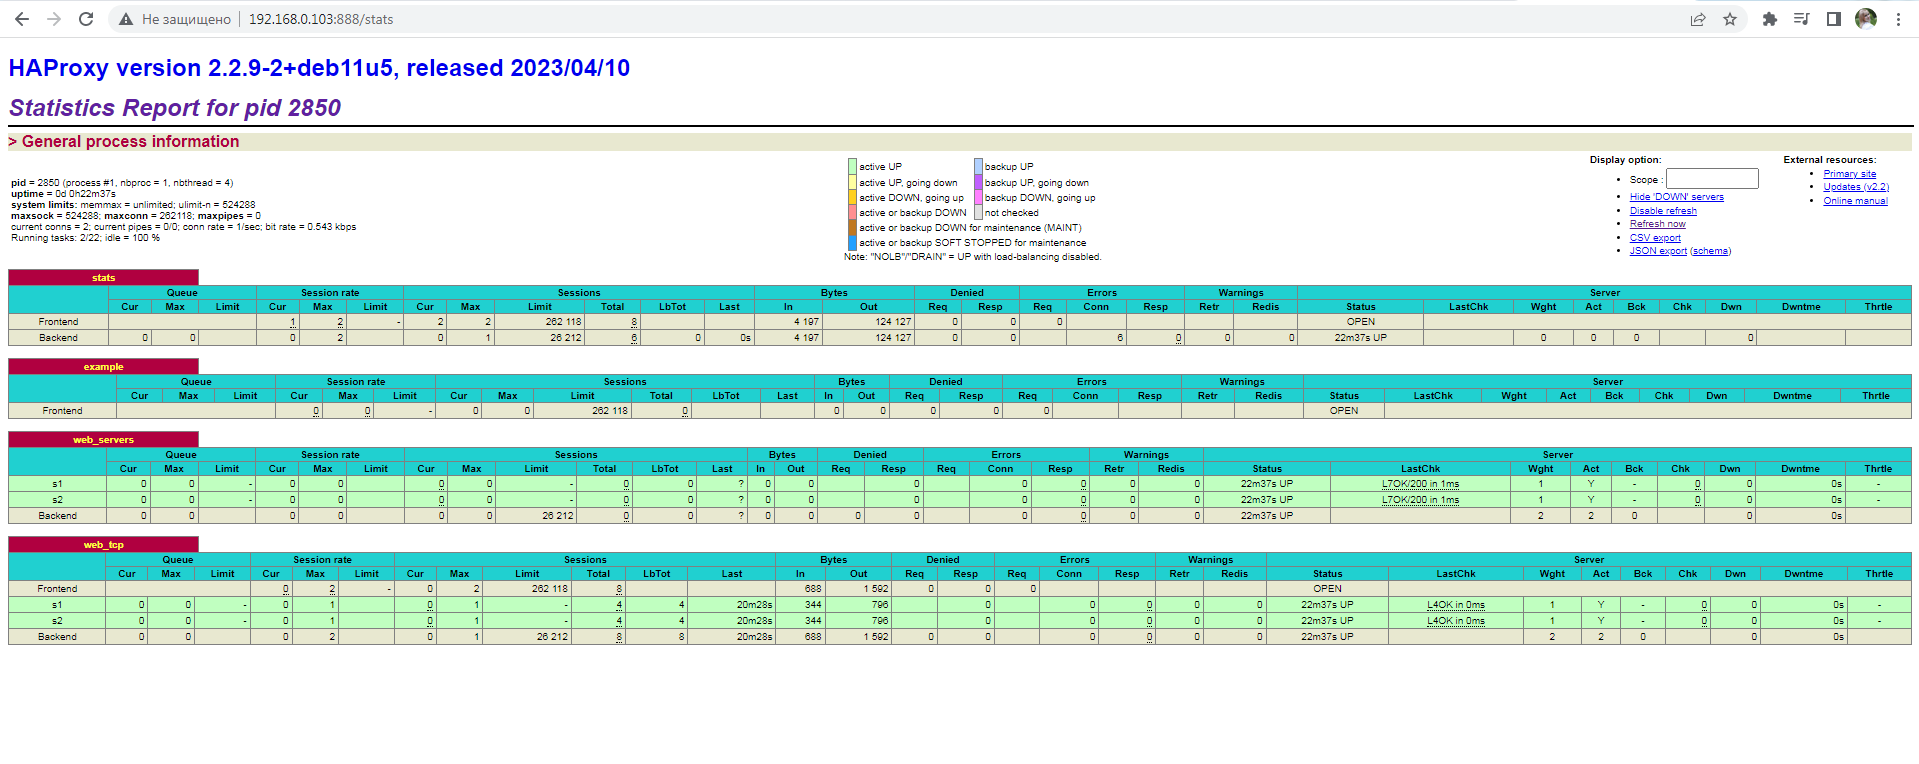 Не защищено | 192.168.0.103:888/stats
HAProxy version 2.2.9-2+deb11u5, released 2023/04/10
Statistics Report for pid 2850
> General process information
pid = 2850 (process #1, nbproc = 1, nbthread = 4)
uptime = 0d 0h22m37s
system limits: memmax = unlimited; ulimit-n = 524288
maxsock = 524288; maxconn = 262118; maxpipes = 0
current conns = 2; current pipes = 0/0; conn rate = 1/sec; bit rate = 0.543 kbps
Running tasks: 2/22; idle = 100 %
active UP backup UP
active UP, going down backup UP, going down
active DOWN, going up backup DOWN, going up
active or backup DOWN not checked
active or backup DOWN for maintenance (MAINT)
active or backup SOFT STOPPED for maintenance
Note: "NOLB"/"DRAIN" = UP with load-balancing disabled.
Display option:
• Scope :
• Hide 'DOWN' servers
• Disable refresh
• Refresh now
• CSV export
• JSON export (schema)
External resources:
• Primary site
• Updates (v2.2)
• Online manual
stats
Queue Session rate Sessions Bytes Denied Errors Warnings Server
Cur Max Limit Cur Max Limit Cur Max Limit Total LbTot Last In Out Req Resp Req Conn Resp Retr Redis Status LastChk Wght Act Bck Chk Dwn Dwntme Thrtle
Frontend 1 2 - 2 2 262 118 8 4 197 124 127 0 0 0 OPEN
Backend 0 0 0 2 0 1 26 212 6 0 0s 4 197 124 127 0 0 6 0 0 0 22m37s UP 0 0 0 0
example
Queue Session rate Sessions Bytes Denied Errors Warnings Server
Cur Max Limit Cur Max Limit Cur Max Limit Total LbTot Last In Out Req Resp Req Conn Resp Retr Redis Status LastChk Wght Act Bck Chk Dwn Dwntme Thrtle
Frontend 0 0 - 0 0 262 118 0 0 0 0 0 0 OPEN
web_servers
Queue Session rate Sessions Bytes Denied Errors Warnings Server
Cur Max Limit Cur Max Limit Cur Max Limit Total LbTot Last In Out Req Resp Req Conn Resp Retr Redis Status LastChk Wght Act Bck Chk Dwn Dwntme Thrtle
s1 0 0 - 0 0 0 0 - 0 0 ? 0 0 0 0 0 0 0 22m37s UP L7OK/200 in 1ms 1 Y - 0 0 0s -
s2 0 0 - 0 0 0 0 - 0 0 ? 0 0 0 0 0 0 0 22m37s UP L7OK/200 in 1ms 1 Y - 0 0 0s -
Backend 0 0 0 0 0 0 26 212 0 0 ? 0 0 0 0 0 0 0 0 22m37s UP 2 2 0 0 0s
web_tcp
Queue Session rate Sessions Bytes Denied Errors Warnings Server
Cur Max Limit Cur Max Limit Cur Max Limit Total LbTot Last In Out Req Resp Req Conn Resp Retr Redis Status LastChk Wght Act Bck Chk Dwn Dwntme Thrtle
Frontend 0 2 - 0 2 262 118 8 688 1 592 0 0 0 OPEN
s1 0 0 - 0 1 0 1 - 4 4 20m28s 344 796 0 0 0 0 0 22m37s UP L4OK in 0ms 1 Y - 0 0 0s -
s2 0 0 - 0 1 0 1 - 4 4 20m28s 344 796 0 0 0 0 0 22m37s UP L4OK in 0ms 1 Y - 0 0 0s -
Backend 0 0 0 2 0 1 26 212 8 8 20m28s 688 1 592 0 0 0 0 0 0 22m37s UP 2 2 0 0 0s